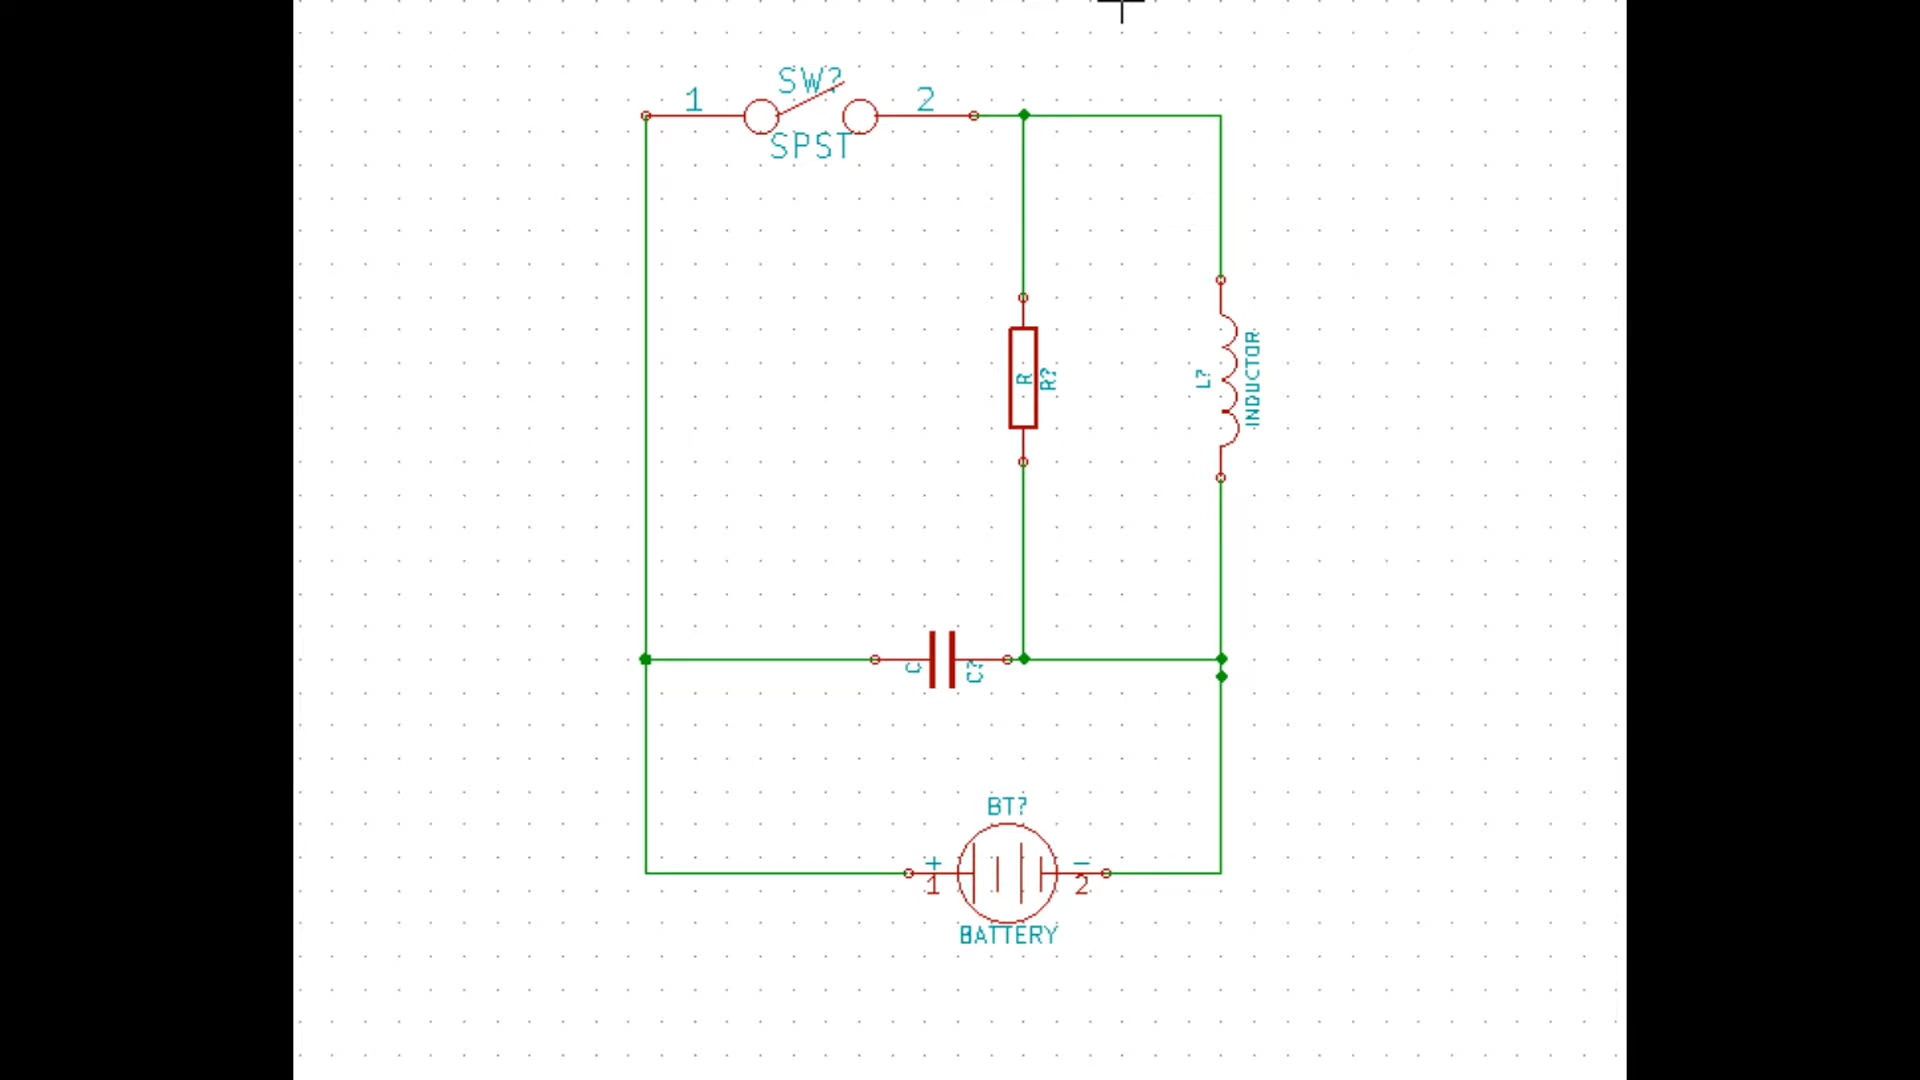 SW?
1 2
SPST
R
R?
L?
INDUCTOR
C
C?
BT?
+ −
1 2
BATTERY